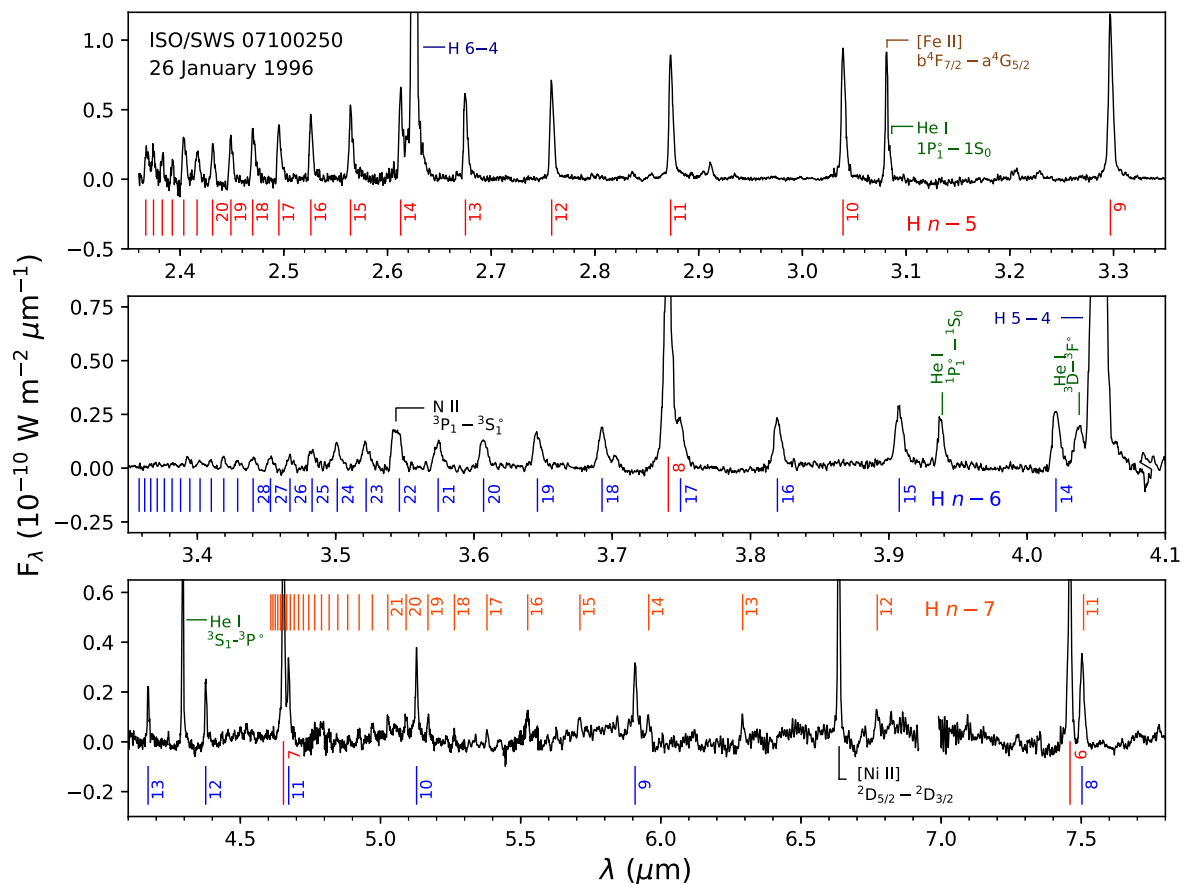 ISO/SWS 07100250
26 January 1996
H 6−4
[Fe II]
b⁴F₇/₂ − a⁴G₅/₂
He I
1P₁° − 1S₀
1.0
0.5
0.0
−0.5
20 19 18 17 16 15 14 13 12 11 10 9
H n−5
2.4 2.5 2.6 2.7 2.8 2.9 3.0 3.1 3.2 3.3
H 5−4
He I
¹P₁° − ¹S₀
He I
³D−³F°
N II
³P₁ − ³S₁°
0.75
0.50
0.25
0.00
−0.25
28 27 26 25 24 23 22 21 20 19 18 8 17 16 15 14
H n−6
3.4 3.5 3.6 3.7 3.8 3.9 4.0 4.1
F_λ (10⁻¹⁰ W m⁻² μm⁻¹)
0.6
0.4
0.2
0.0
−0.2
21 20 19 18 17 16 15 14 13 12 11
H n−7
He I
³S₁-³P°
[Ni II]
²D₅/₂ − ²D₃/₂
13 12 7 11 10 9 6 8
4.5 5.0 5.5 6.0 6.5 7.0 7.5
λ (μm)